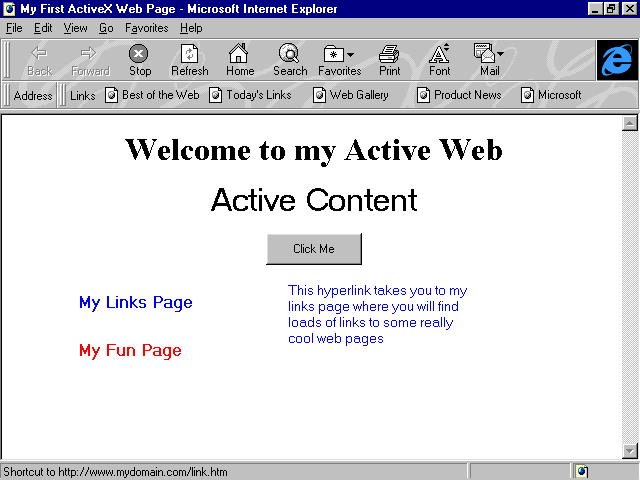 My First ActiveX Web Page - Microsoft Internet Explorer
File Edit View Go Favorites Help
Back Forward Stop Refresh Home Search Favorites Print Font Mail
Address Links Best of the Web Today's Links Web Gallery Product News Microsoft
Welcome to my Active Web
Active Content
Click Me
This hyperlink takes you to my
links page where you will find
loads of links to some really
cool web pages
My Links Page
My Fun Page
Shortcut to http://www.mydomain.com/link.htm